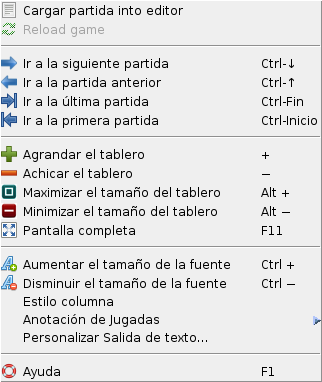 Cargar partida into editor
Reload game
Ir a la siguiente partida Ctrl-↓
Ir a la partida anterior Ctrl-↑
Ir a la última partida Ctrl-Fin
Ir a la primera partida Ctrl-Inicio
Agrandar el tablero +
Achicar el tablero −
Maximizar el tamaño del tablero Alt +
Minimizar el tamaño del tablero Alt −
Pantalla completa F11
Aumentar el tamaño de la fuente Ctrl +
Disminuir el tamaño de la fuente Ctrl −
Estilo columna
Anotación de Jugadas
Personalizar Salida de texto...
Ayuda F1